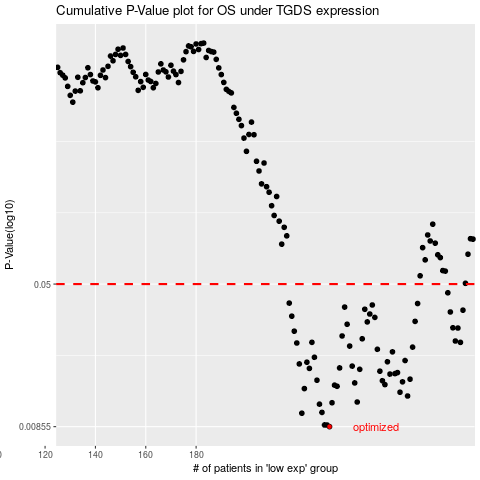 Cumulative P-Value plot for OS under TGDS expression
P-Value(log10)
0.05
0.00855
optimized
0 120 140 160 180
# of patients in 'low exp' group